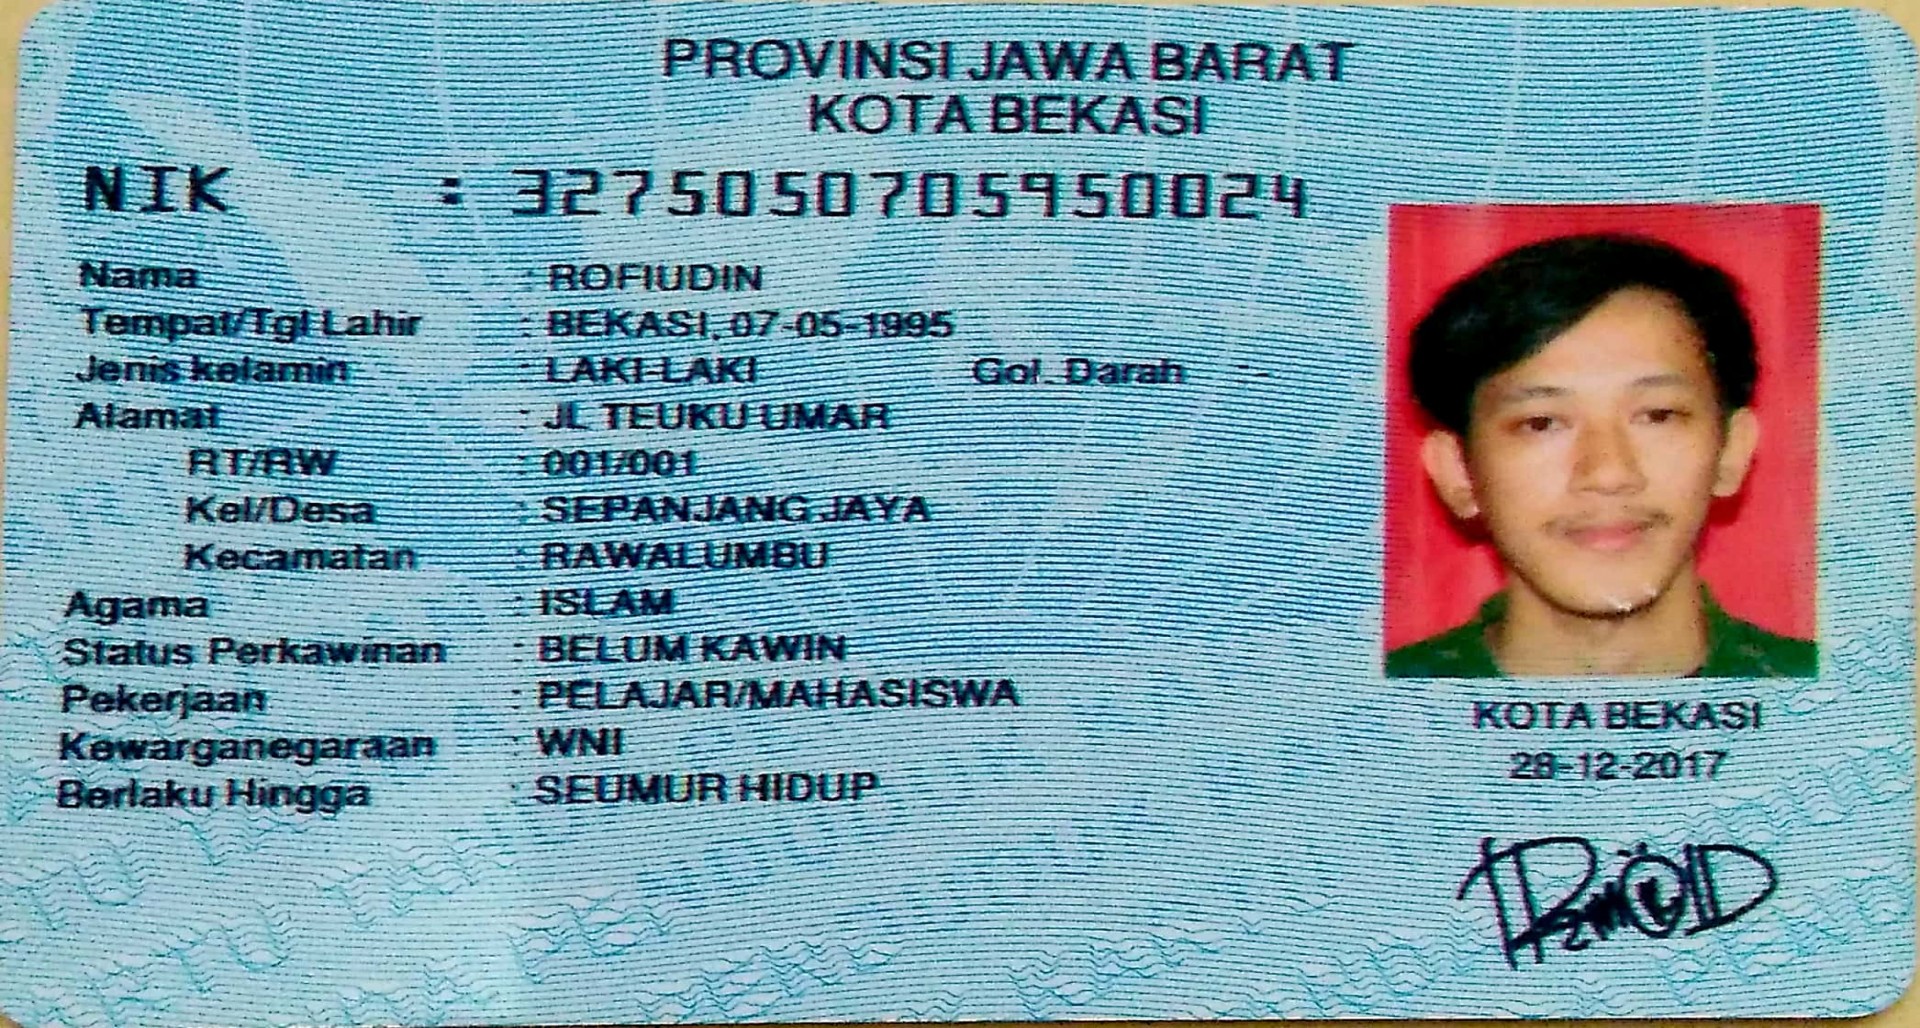 PROVINSI JAWA BARAT
KOTA BEKASI
NIK : 3275050705950024
Nama : ROFIUDIN
Tempat/Tgl Lahir : BEKASI, 07-05-1995
Jenis kelamin : LAKI-LAKI Gol. Darah : -
Alamat : JL TEUKU UMAR
RT/RW : 001/001
Kel/Desa : SEPANJANG JAYA
Kecamatan : RAWALUMBU
Agama : ISLAM
Status Perkawinan : BELUM KAWIN
Pekerjaan : PELAJAR/MAHASISWA
Kewarganegaraan : WNI
Berlaku Hingga : SEUMUR HIDUP
KOTA BEKASI
28-12-2017